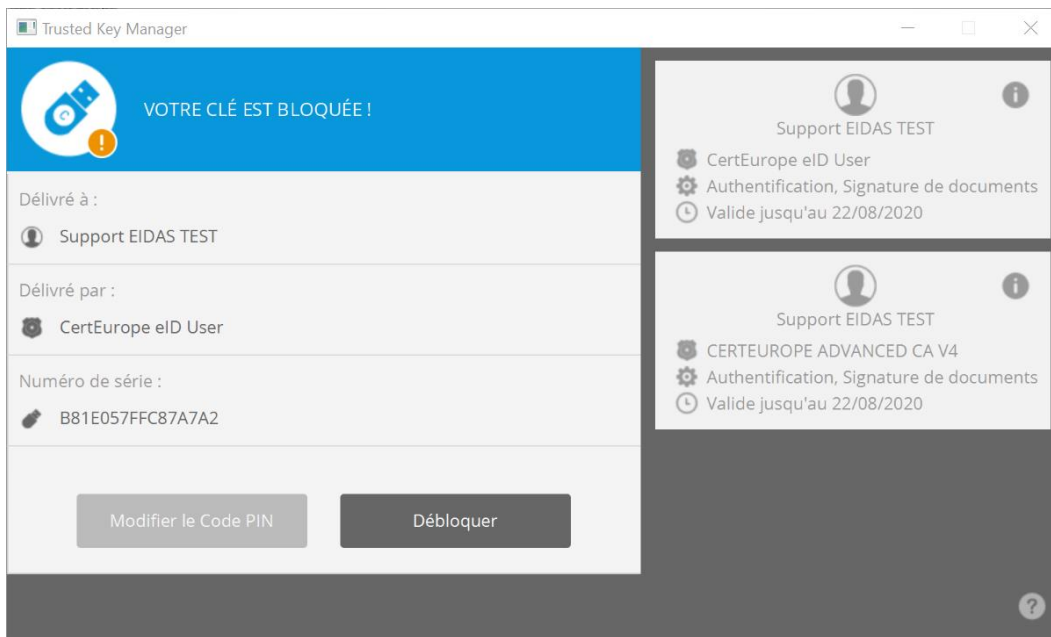 Trusted Key Manager
VOTRE CLÉ EST BLOQUÉE !
Délivré à :
Support EIDAS TEST
Délivré par :
CertEurope eID User
Numéro de série :
B81E057FFC87A7A2
Modifier le Code PIN
Débloquer
Support EIDAS TEST
CertEurope eID User
Authentification, Signature de documents
Valide jusqu'au 22/08/2020
Support EIDAS TEST
CERTEUROPE ADVANCED CA V4
Authentification, Signature de documents
Valide jusqu'au 22/08/2020